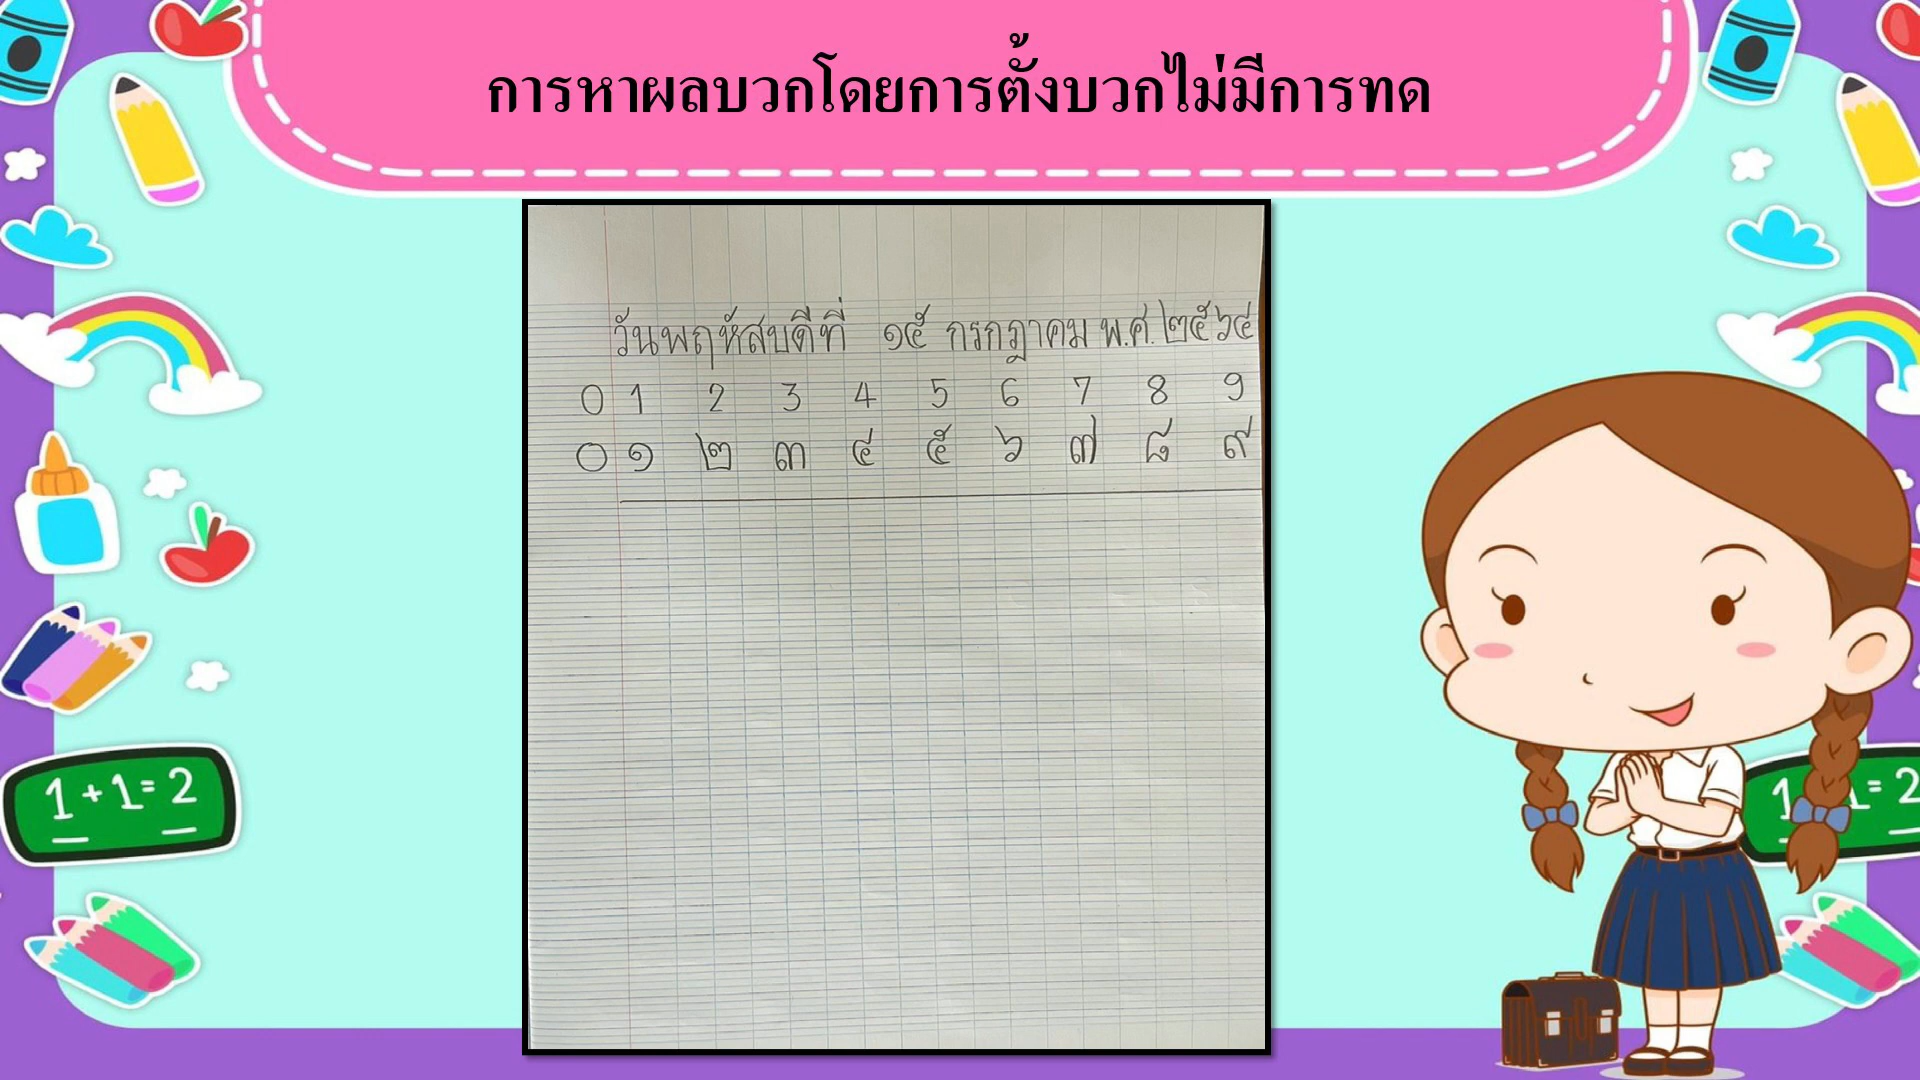 การหาผลบวกโดยการตั้งบวกไม่มีการทด
วันพฤหัสบดีที่ ๑๕ กรกฎาคม พ.ศ. ๒๕๖๔
0 1 2 3 4 5 6 7 8 9
๐ ๑ ๒ ๓ ๔ ๕ ๖ ๗ ๘ ๙
1 + 1 = 2
1 1 = 2